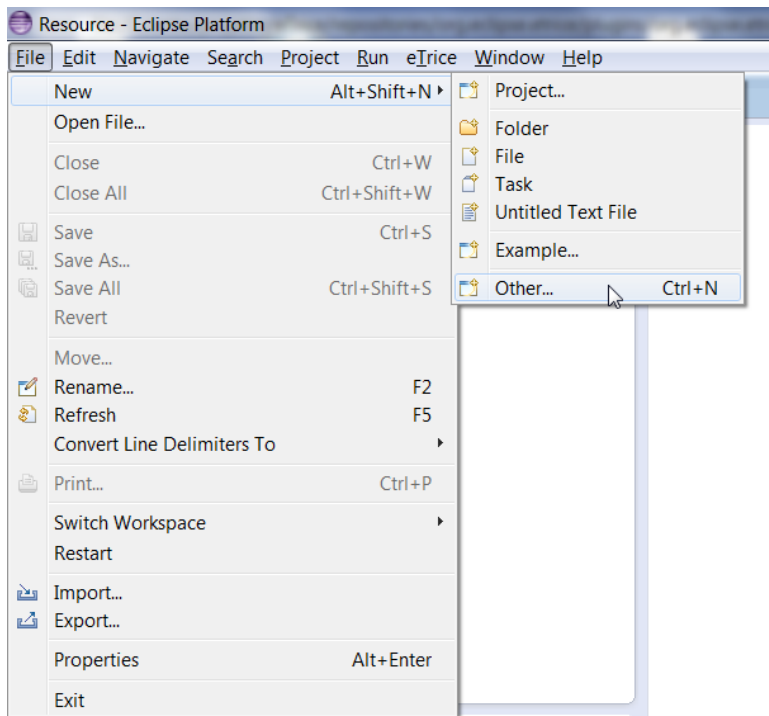 Resource - Eclipse Platform
File Edit Navigate Search Project Run eTrice Window Help
New Alt+Shift+N
Open File...
Close Ctrl+W
Close All Ctrl+Shift+W
Save Ctrl+S
Save As...
Save All Ctrl+Shift+S
Revert
Move...
Rename... F2
Refresh F5
Convert Line Delimiters To
Print... Ctrl+P
Switch Workspace
Restart
Import...
Export...
Properties Alt+Enter
Exit
Project...
Folder
File
Task
Untitled Text File
Example...
Other... Ctrl+N